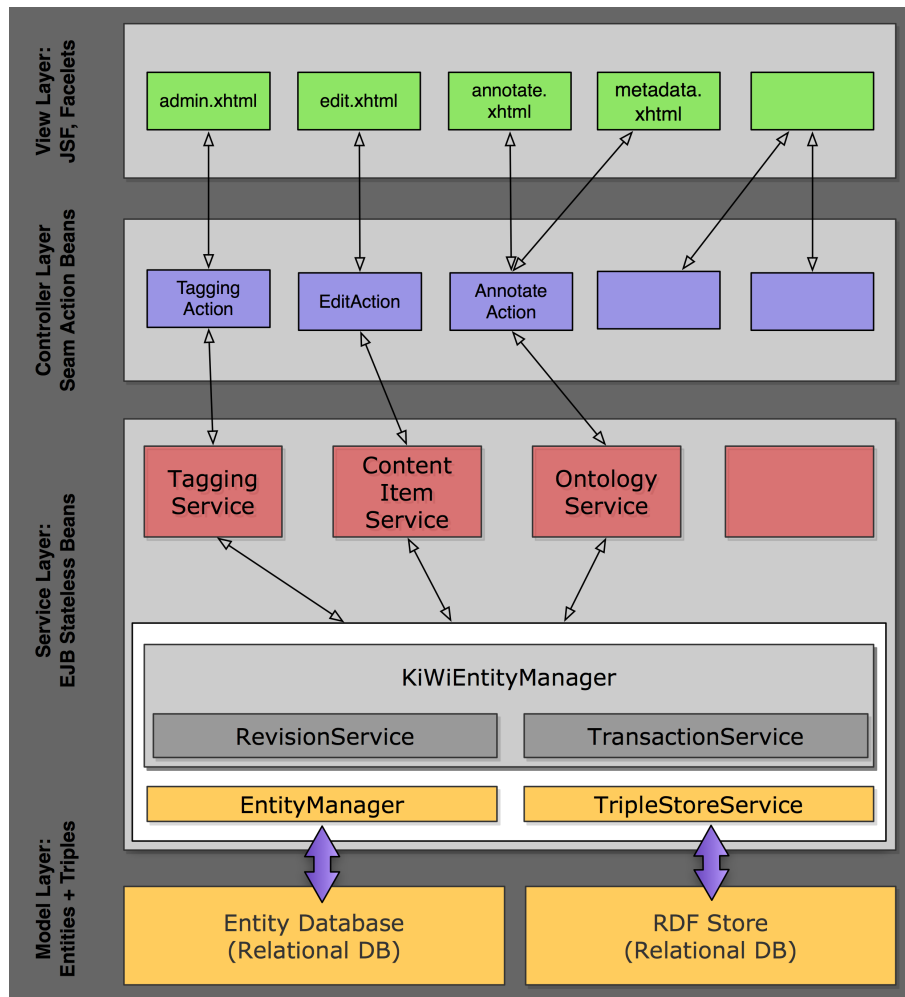 View Layer:
JSF, Facelets
admin.xhtml
edit.xhtml
annotate.
xhtml
metadata.
xhtml
Controller Layer
Seam Action Beans
Tagging
Action
EditAction
Annotate
Action
Service Layer:
EJB Stateless Beans
Tagging
Service
Content
Item
Service
Ontology
Service
KiWiEntityManager
RevisionService
TransactionService
EntityManager
TripleStoreService
Model Layer:
Entities + Triples
Entity Database
(Relational DB)
RDF Store
(Relational DB)